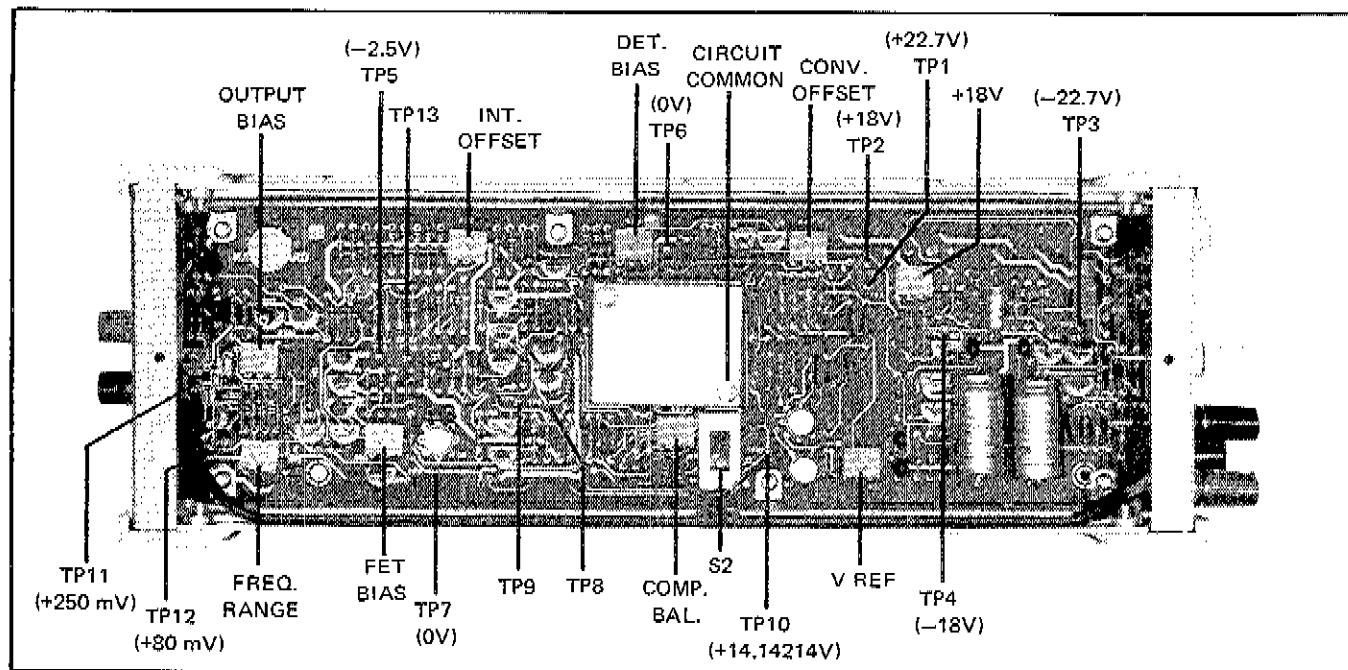 (−2.5V)
TP5
OUTPUT
BIAS
TP13
INT.
OFFSET
DET.
BIAS
(0V)
TP6
CIRCUIT
COMMON
CONV.
OFFSET
(+18V)
TP2
(+22.7V)
TP1
+18V
(−22.7V)
TP3
TP11
(+250 mV)
TP12
(+80 mV)
FREQ.
RANGE
FET
BIAS
TP7
(0V)
TP9
TP8
COMP.
BAL.
S2
TP10
(+14.14214V)
V REF
TP4
(−18V)